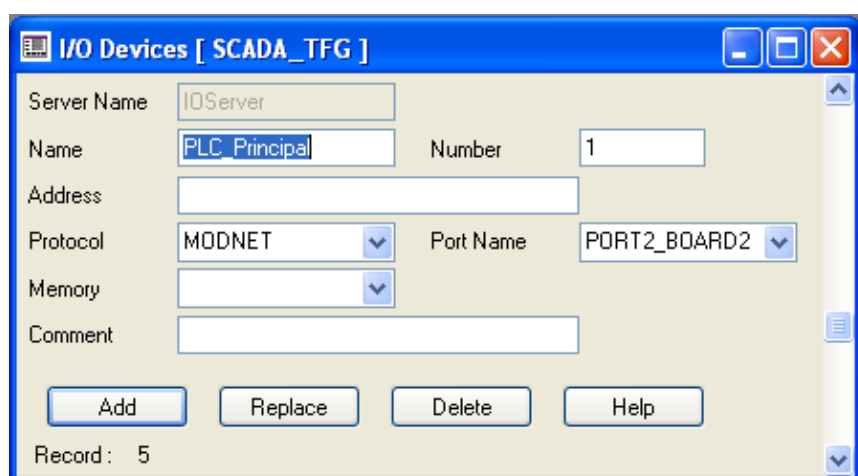 I/O Devices [ SCADA_TFG ]
Server Name IOServer
Name PLC_Principal Number 1
Address
Protocol MODNET Port Name PORT2_BOARD2
Memory
Comment
Add Replace Delete Help
Record : 5